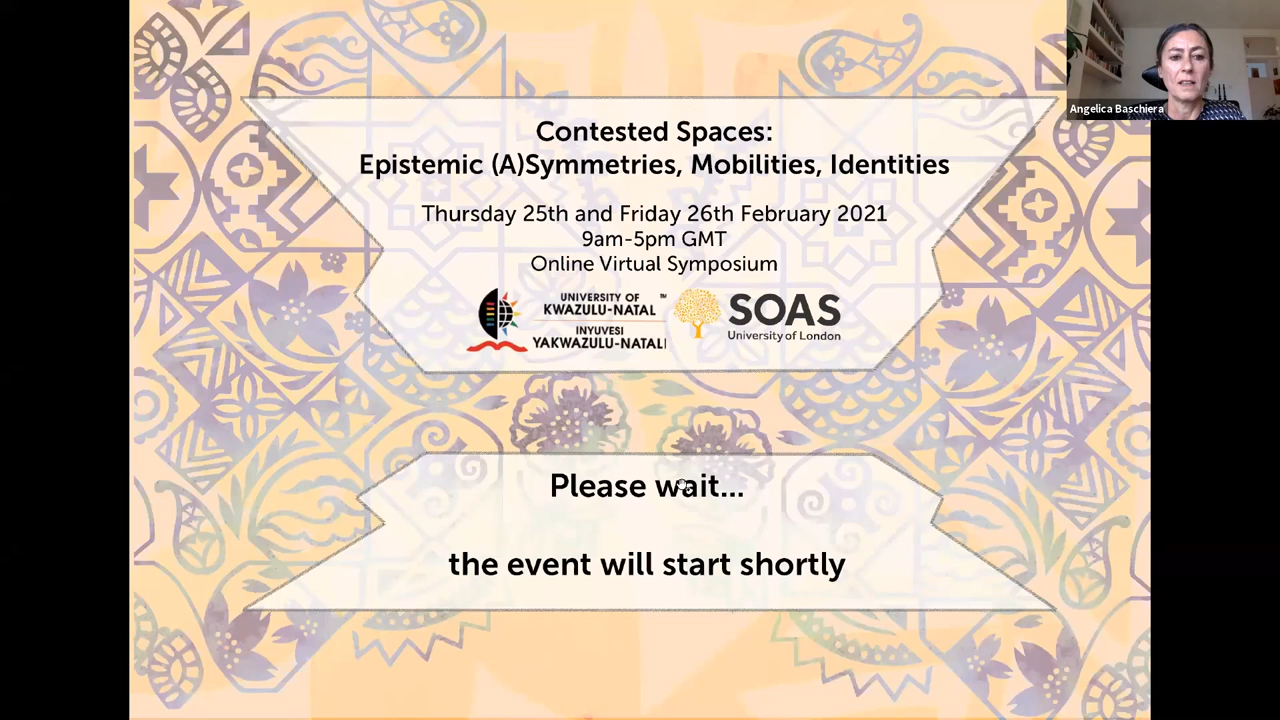 Contested Spaces:
Epistemic (A)Symmetries, Mobilities, Identities
Thursday 25th and Friday 26th February 2021
9am-5pm GMT
Online Virtual Symposium
UNIVERSITY OF ™
KWAZULU-NATAL
INYUVESI
YAKWAZULU-NATALI
SOAS
University of London
Please wait...
the event will start shortly
Angelica Baschiera